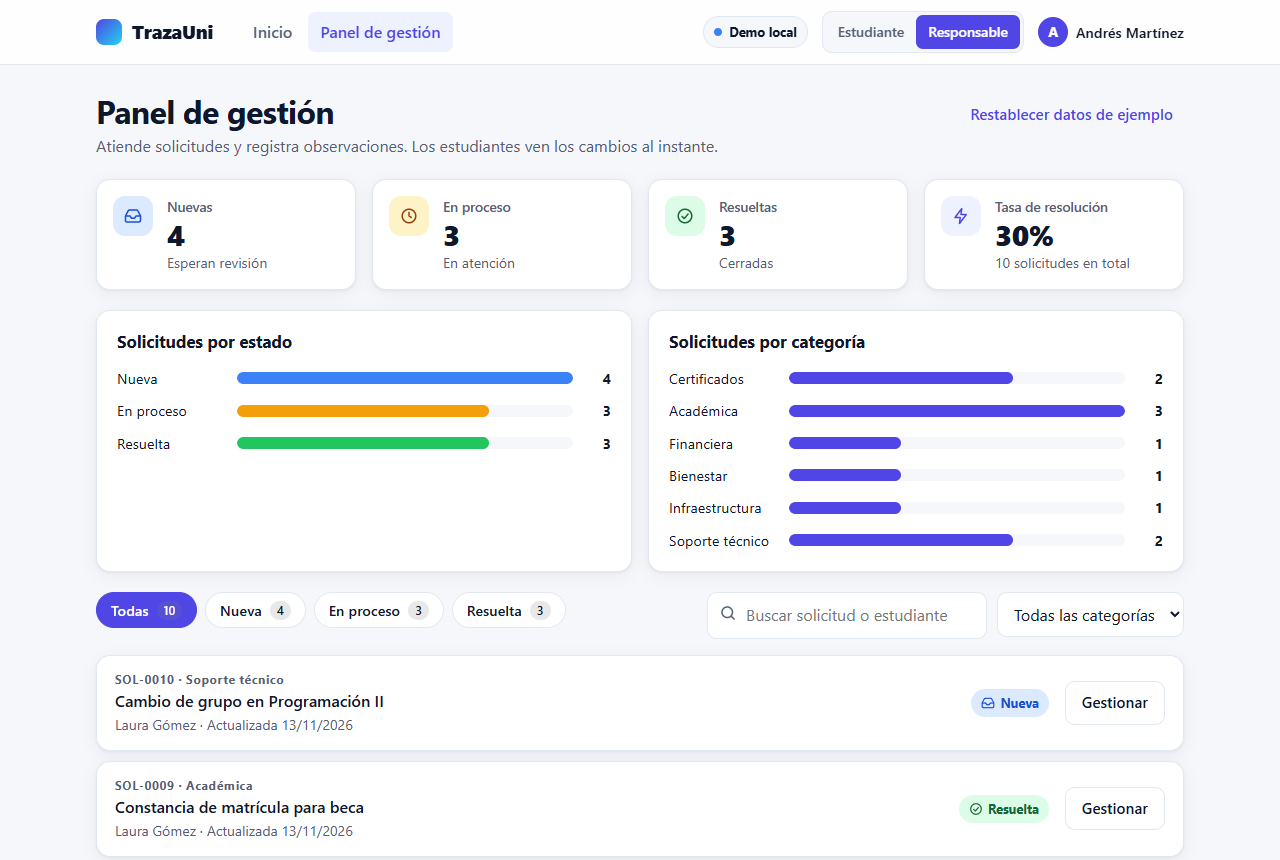 TrazaUni
Inicio
Panel de gestión
Demo local
Estudiante
Responsable
A
Andrés Martínez
Panel de gestión
Restablecer datos de ejemplo
Atiende solicitudes y registra observaciones. Los estudiantes ven los cambios al instante.
Nuevas
4
Esperan revisión
En proceso
3
En atención
Resueltas
3
Cerradas
Tasa de resolución
30%
10 solicitudes en total
Solicitudes por estado
Nueva 4
En proceso 3
Resuelta 3
Solicitudes por categoría
Certificados 2
Académica 3
Financiera 1
Bienestar 1
Infraestructura 1
Soporte técnico 2
Todas 10
Nueva 4
En proceso 3
Resuelta 3
Buscar solicitud o estudiante
Todas las categorías
SOL-0010 · Soporte técnico
Cambio de grupo en Programación II
Laura Gómez · Actualizada 13/11/2026
Nueva
Gestionar
SOL-0009 · Académica
Constancia de matrícula para beca
Laura Gómez · Actualizada 13/11/2026
Resuelta
Gestionar